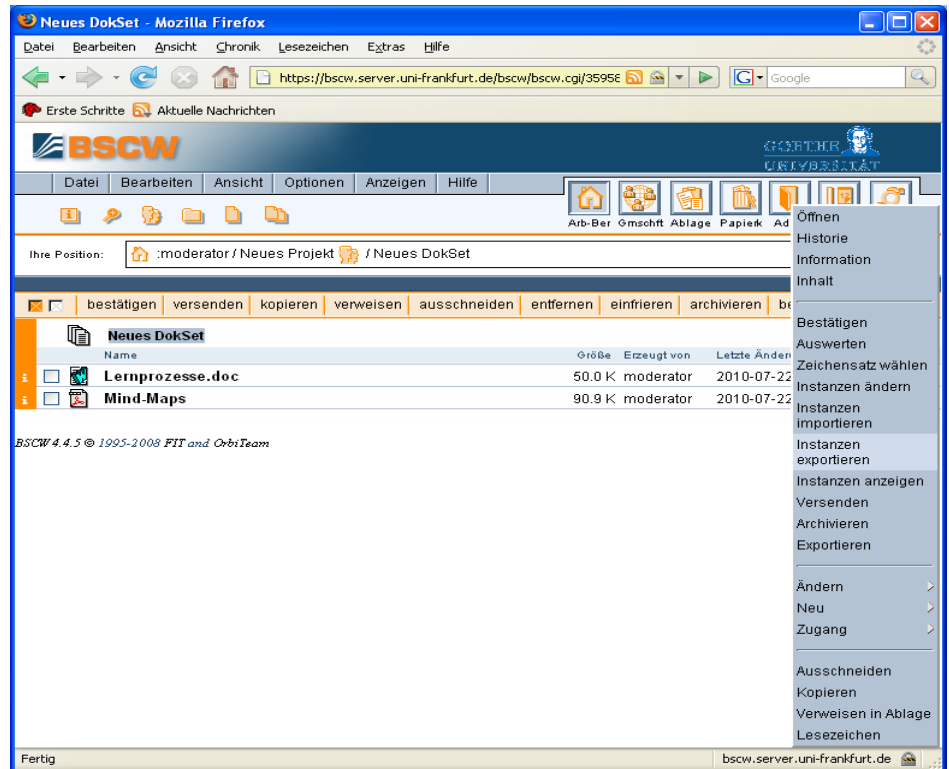 Neues DokSet - Mozilla Firefox
Datei Bearbeiten Ansicht Chronik Lesezeichen Extras Hilfe
https://bscw.server.uni-frankfurt.de/bscw/bscw.cgi/35958 Google
Erste Schritte Aktuelle Nachrichten
BSCW
GOETHE
UNIVERSITÄT
Datei Bearbeiten Ansicht Optionen Anzeigen Hilfe
Arb-Ber Gmschft Ablage Papierk Ad
Ihre Position: :moderator / Neues Projekt / Neues DokSet
bestätigen versenden kopieren verweisen ausschneiden entfernen einfrieren archivieren be
Neues DokSet
Name Größe Erzeugt von Letzte Änder
Lernprozesse.doc 50.0 K moderator 2010-07-22
Mind-Maps 90.9 K moderator 2010-07-22
BSCW 4.4.5 © 1995-2008 FIT and OrbiTeam
Öffnen
Historie
Information
Inhalt
Bestätigen
Auswerten
Zeichensatz wählen
Instanzen ändern
Instanzen
importieren
Instanzen
exportieren
Instanzen anzeigen
Versenden
Archivieren
Exportieren
Ändern
Neu
Zugang
Ausschneiden
Kopieren
Verweisen in Ablage
Lesezeichen
Fertig bscw.server.uni-frankfurt.de